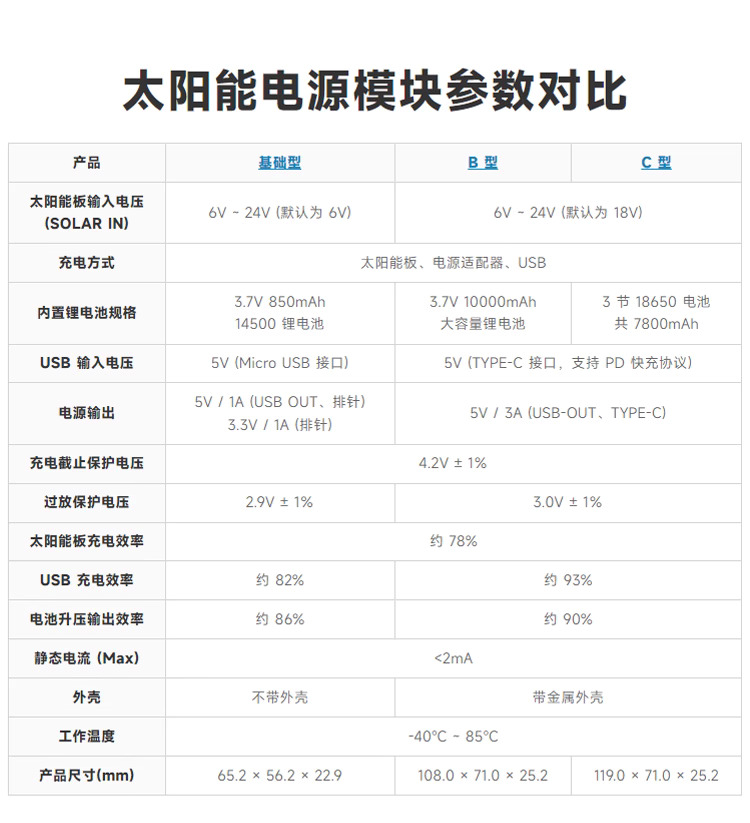 太阳能电源模块参数对比
产品 基础型 B 型 C 型
太阳能板输入电压
(SOLAR IN)
6V ~ 24V (默认为 6V) 6V ~ 24V (默认为 18V)
充电方式 太阳能板、电源适配器、USB
内置锂电池规格
3.7V 850mAh
14500 锂电池
3.7V 10000mAh
大容量锂电池
3 节 18650 电池
共 7800mAh
USB 输入电压 5V (Micro USB 接口) 5V (TYPE-C 接口，支持 PD 快充协议)
电源输出
5V / 1A (USB OUT、排针)
3.3V / 1A (排针)
5V / 3A (USB-OUT、TYPE-C)
充电截止保护电压 4.2V ± 1%
过放保护电压 2.9V ± 1% 3.0V ± 1%
太阳能板充电效率 约 78%
USB 充电效率 约 82% 约 93%
电池升压输出效率 约 86% 约 90%
静态电流 (Max) <2mA
外壳 不带外壳 带金属外壳
工作温度 -40℃ ~ 85℃
产品尺寸(mm) 65.2 × 56.2 × 22.9 108.0 × 71.0 × 25.2 119.0 × 71.0 × 25.2